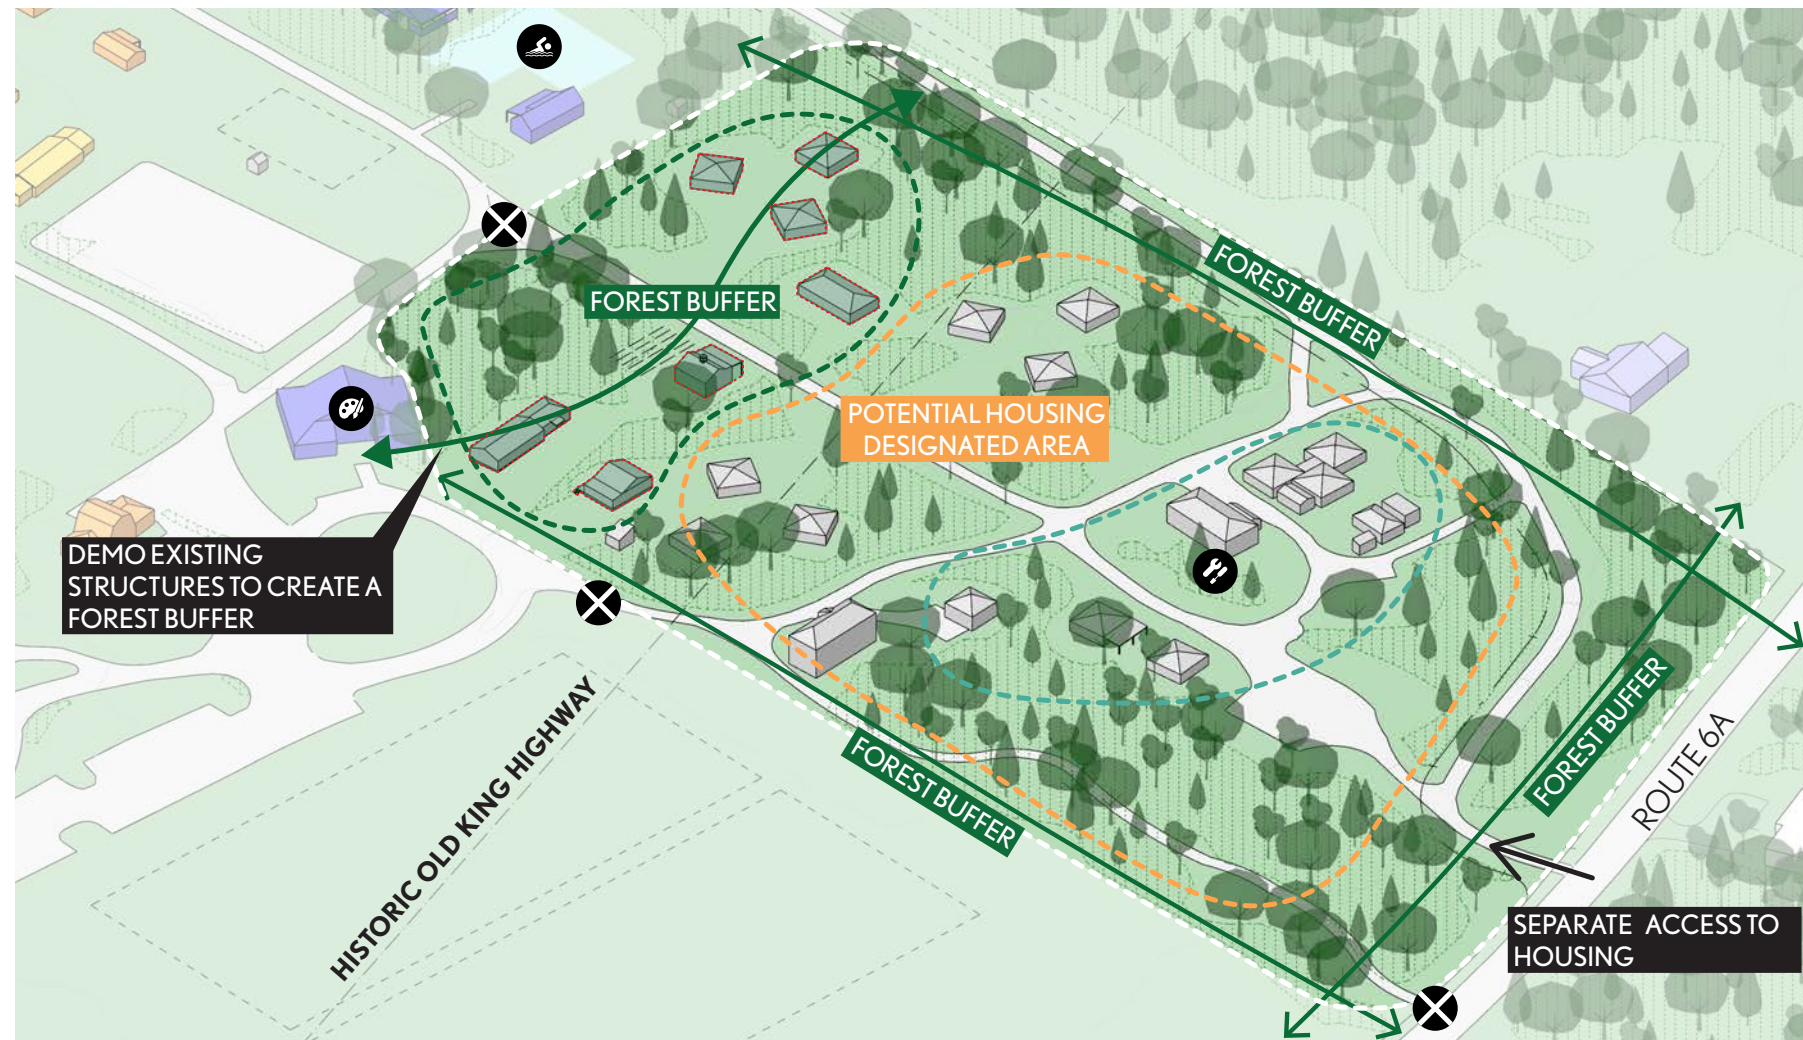 FOREST BUFFER
FOREST BUFFER
POTENTIAL HOUSING
DESIGNATED AREA
DEMO EXISTING
STRUCTURES TO CREATE A
FOREST BUFFER
HISTORIC OLD KING HIGHWAY
FOREST BUFFER
FOREST BUFFER
ROUTE 6A
SEPARATE ACCESS TO
HOUSING